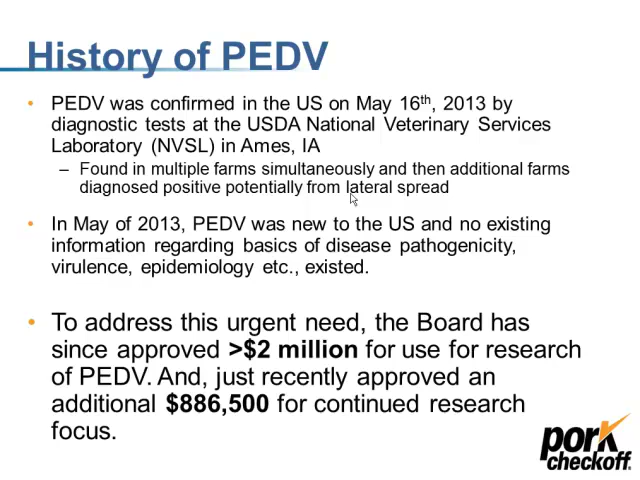 History of PEDV
• PEDV was confirmed in the US on May 16th, 2013 by
diagnostic tests at the USDA National Veterinary Services
Laboratory (NVSL) in Ames, IA
– Found in multiple farms simultaneously and then additional farms
diagnosed positive potentially from lateral spread
• In May of 2013, PEDV was new to the US and no existing
information regarding basics of disease pathogenicity,
virulence, epidemiology etc., existed.
• To address this urgent need, the Board has
since approved >$2 million for use for research
of PEDV. And, just recently approved an
additional $886,500 for continued research
focus.
pork
checkoff.